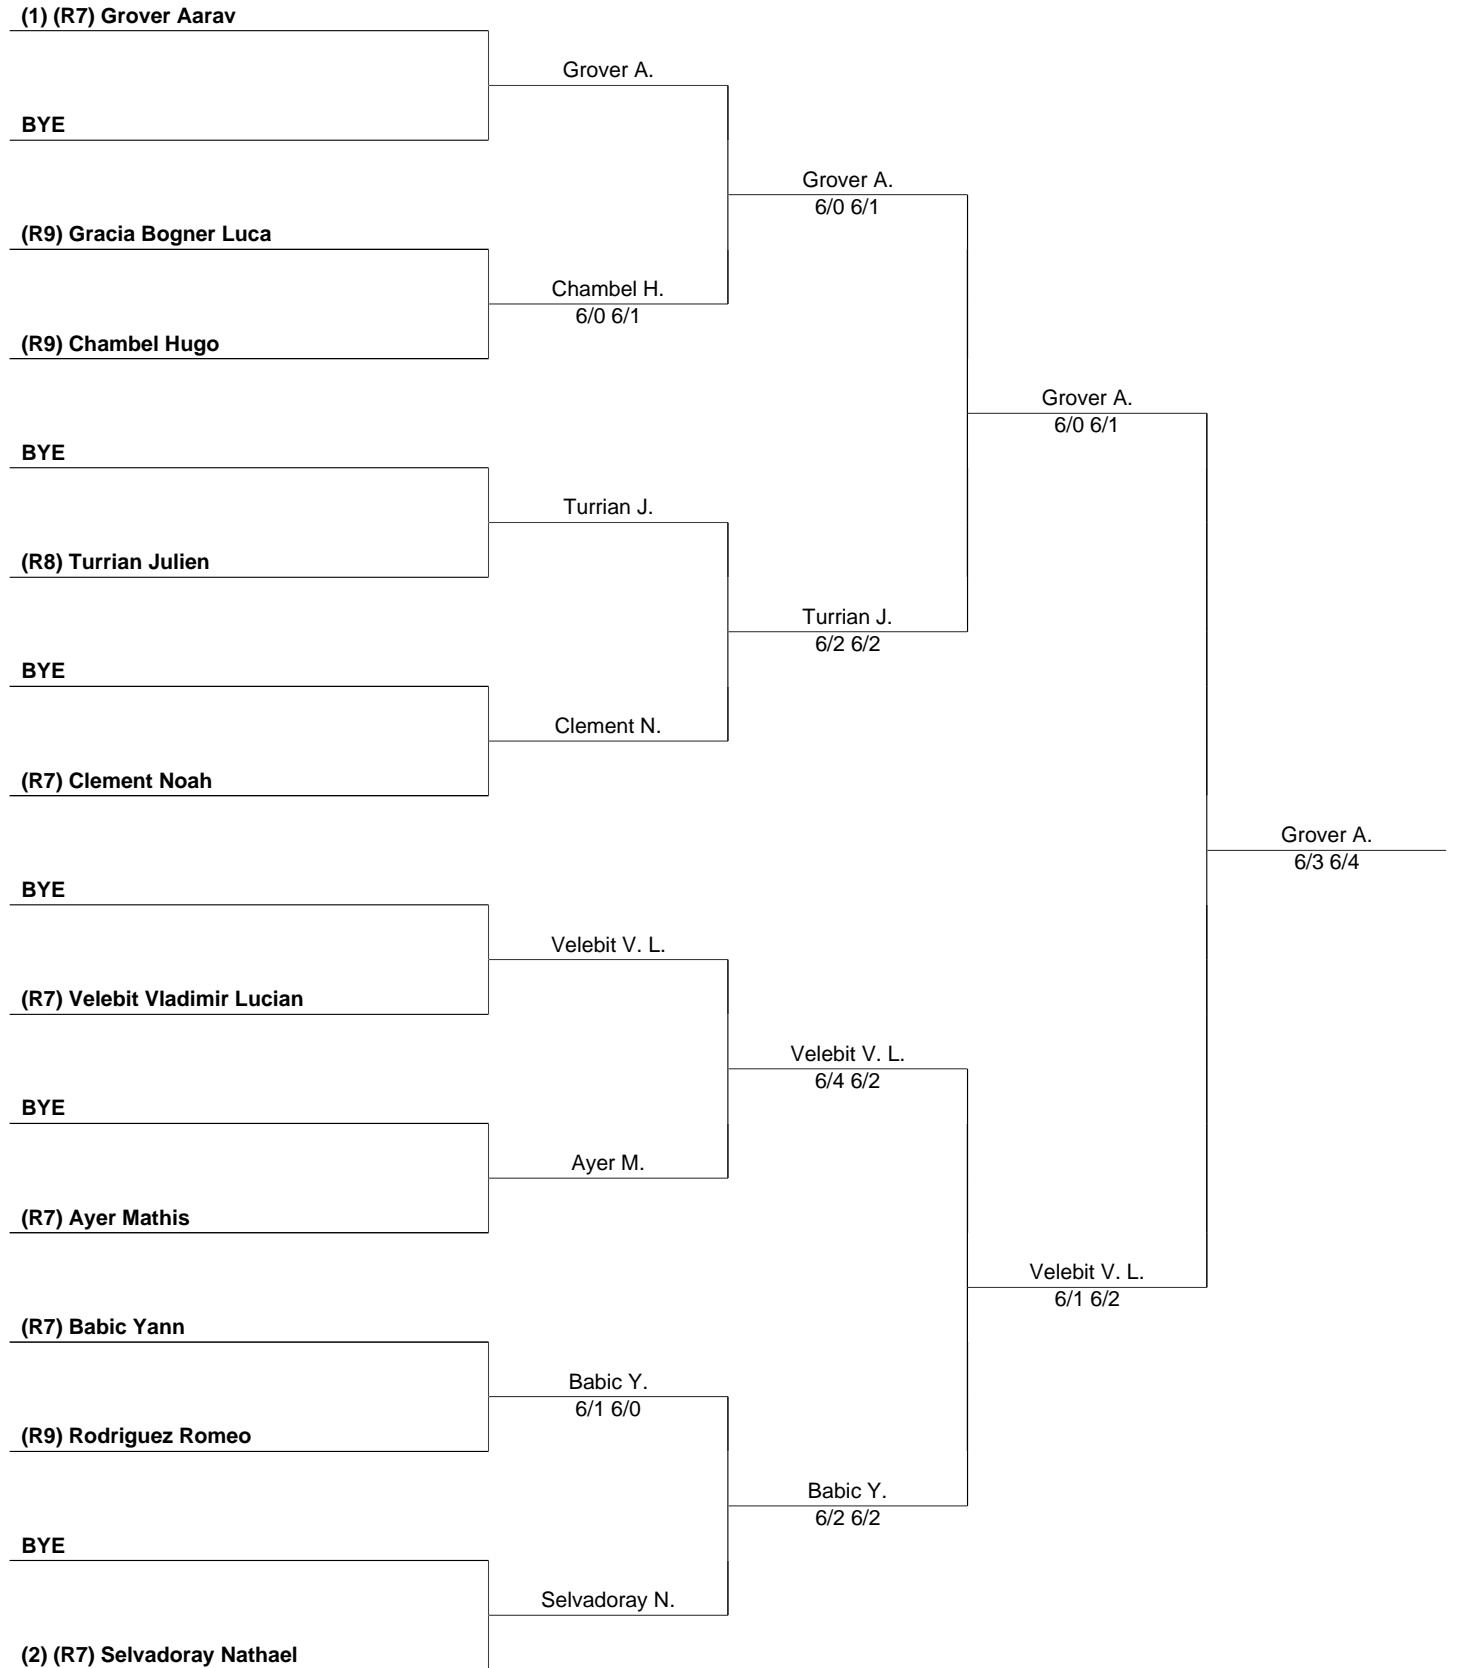 (1) (R7) Grover Aarav
Grover A.
BYE
Grover A.
6/0 6/1
(R9) Gracia Bogner Luca
Chambel H.
6/0 6/1
(R9) Chambel Hugo
Grover A.
6/0 6/1
BYE
Turrian J.
(R8) Turrian Julien
Turrian J.
6/2 6/2
BYE
Clement N.
(R7) Clement Noah
Grover A.
6/3 6/4
BYE
Velebit V. L.
(R7) Velebit Vladimir Lucian
Velebit V. L.
6/4 6/2
BYE
Ayer M.
(R7) Ayer Mathis
Velebit V. L.
6/1 6/2
(R7) Babic Yann
Babic Y.
6/1 6/0
(R9) Rodriguez Romeo
Babic Y.
6/2 6/2
BYE
Selvadoray N.
(2) (R7) Selvadoray Nathael